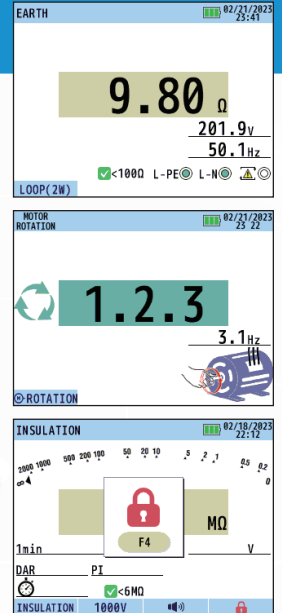 EARTH 02/21/2023
23:41
9.80 Ω
201.9V
50.1Hz
<100Ω L-PE L-N
LOOP(2W)
MOTOR
ROTATION 02/21/2023
23 22
1.2.3
3.1Hz
M-ROTATION
INSULATION 02/18/2023
22:12
2000 1000 500 200 100 50 20 10 5 2 1 0.5 0.2
∞ 0
MΩ
F4
1min V
DAR PI
<6MΩ
INSULATION 1000V